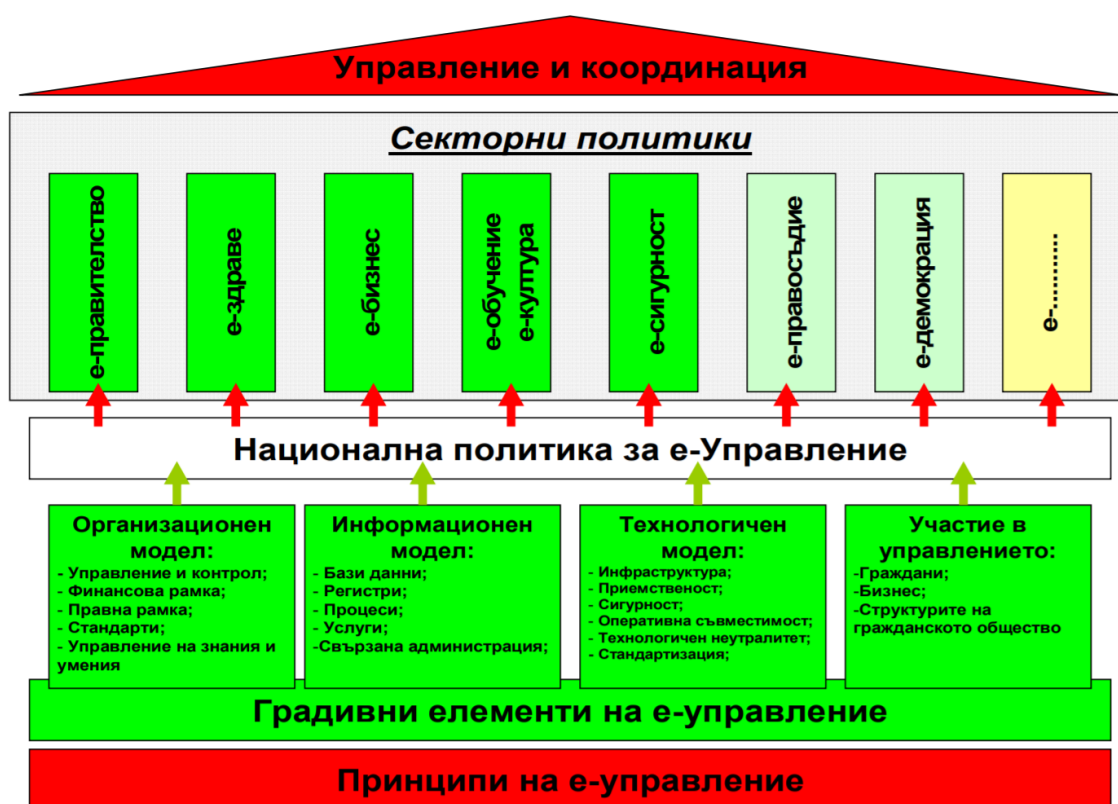 Управление и координация
Секторни политики
е-правителство
е-здраве
е-бизнес
е-обучение
е-култура
е-сигурност
е-правосъдие
е-демокрация
е-...........
Национална политика за е-Управление
Организационен
модел:
- Управление и контрол;
- Финансова рамка;
- Правна рамка;
- Стандарти;
- Управление на знания и
умения
Информационен
модел:
- Бази данни;
- Регистри;
- Процеси;
- Услуги;
-Свързана администрация;
Технологичен
модел:
- Инфраструктура;
- Приемственост;
- Сигурност;
- Оперативна съвместимост;
- Технологичен неутралитет;
- Стандартизация;
Участие в
управлението:
-Граждани;
-Бизнес;
-Структурите на
гражданското общество
Градивни елементи на е-управление
Принципи на е-управление